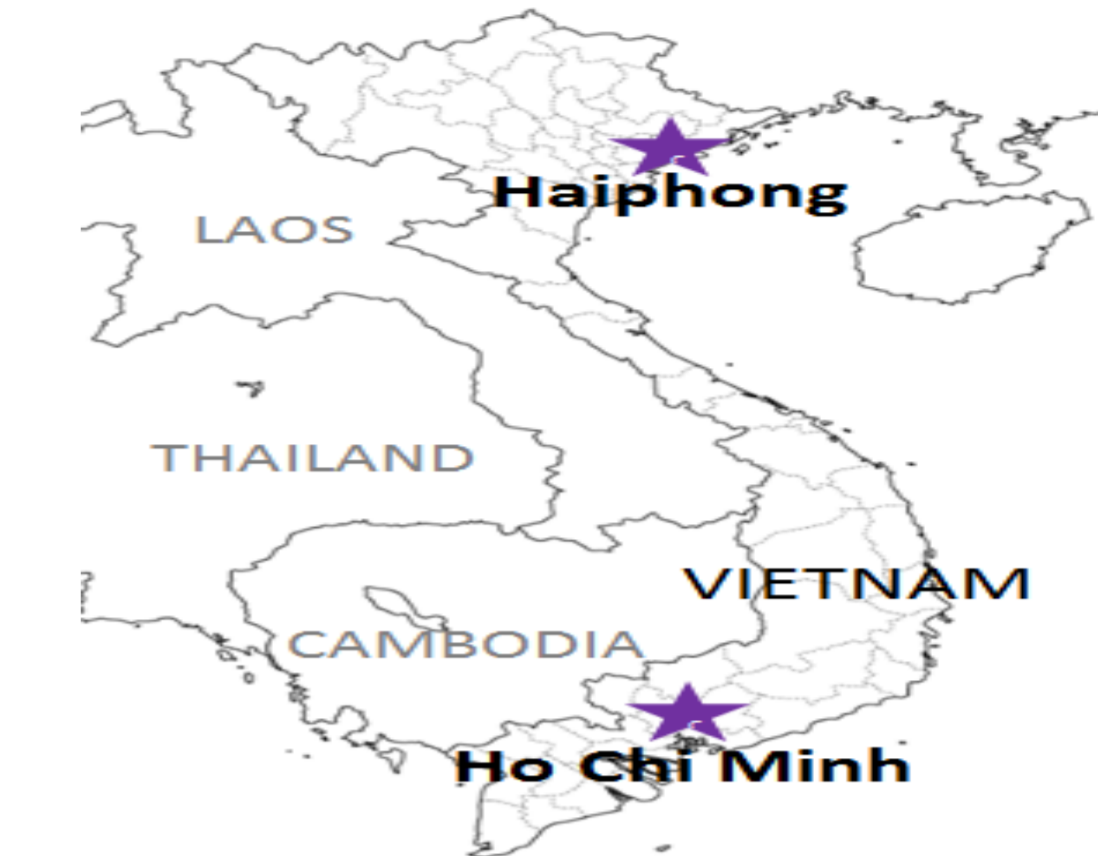 Haiphong
LAOS
THAILAND
VIETNAM
CAMBODIA
Ho Chi Minh